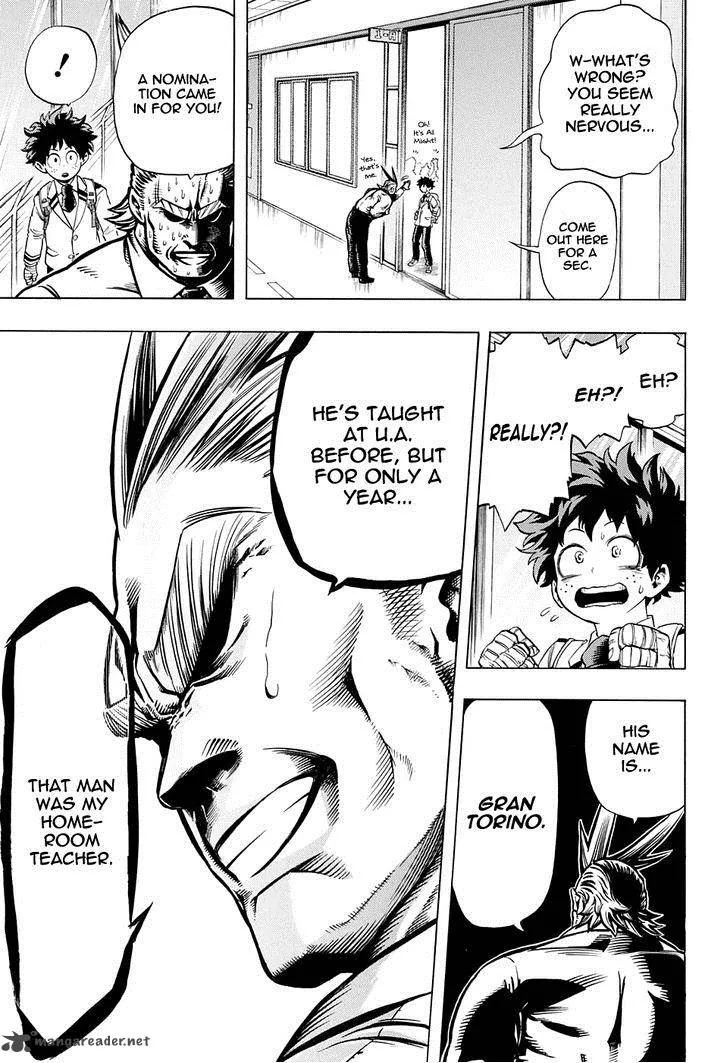 W-WHAT'S
WRONG?
YOU SEEM
REALLY
NERVOUS...
COME
OUT HERE
FOR A
SEC.
Oh!
It's All
Might!
Yes,
that's
me.
A
NOMINA-
TION CAME
IN FOR YOU!
!
EH?
EH?!
REALLY?!
HE'S TAUGHT
AT U.A.
BEFORE, BUT
FOR ONLY A
YEAR...
THAT MAN
WAS MY
HOME-
ROOM
TEACHER.
HIS
NAME
IS...
GRAN
TORINO.
mangareader.net